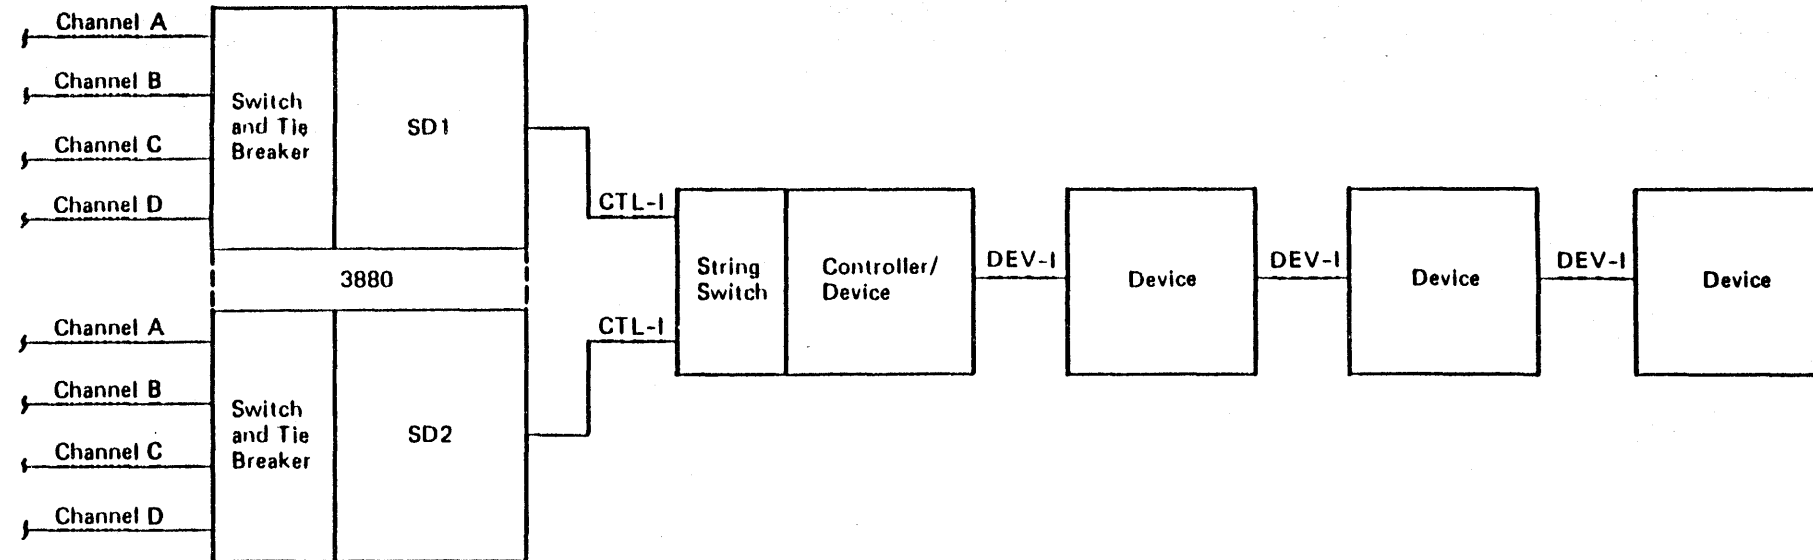 Channel A
Channel B
Channel C
Channel D
Switch
and Tie
Breaker
SD1
3880
Channel A
Channel B
Channel C
Channel D
Switch
and Tie
Breaker
SD2
CTL-I
CTL-I
String
Switch
Controller/
Device
DEV-I
Device
DEV-I
Device
DEV-I
Device